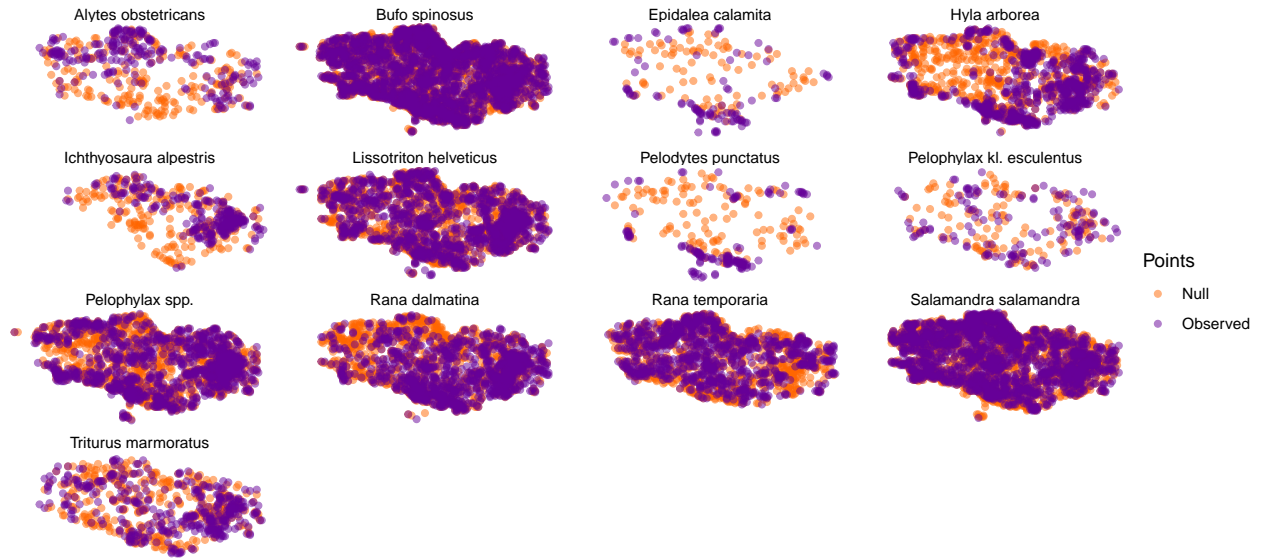 Alytes obstetricans
Bufo spinosus
Epidalea calamita
Hyla arborea
Ichthyosaura alpestris
Lissotriton helveticus
Pelodytes punctatus
Pelophylax kl. esculentus
Points
Null
Observed
Pelophylax spp.
Rana dalmatina
Rana temporaria
Salamandra salamandra
Triturus marmoratus